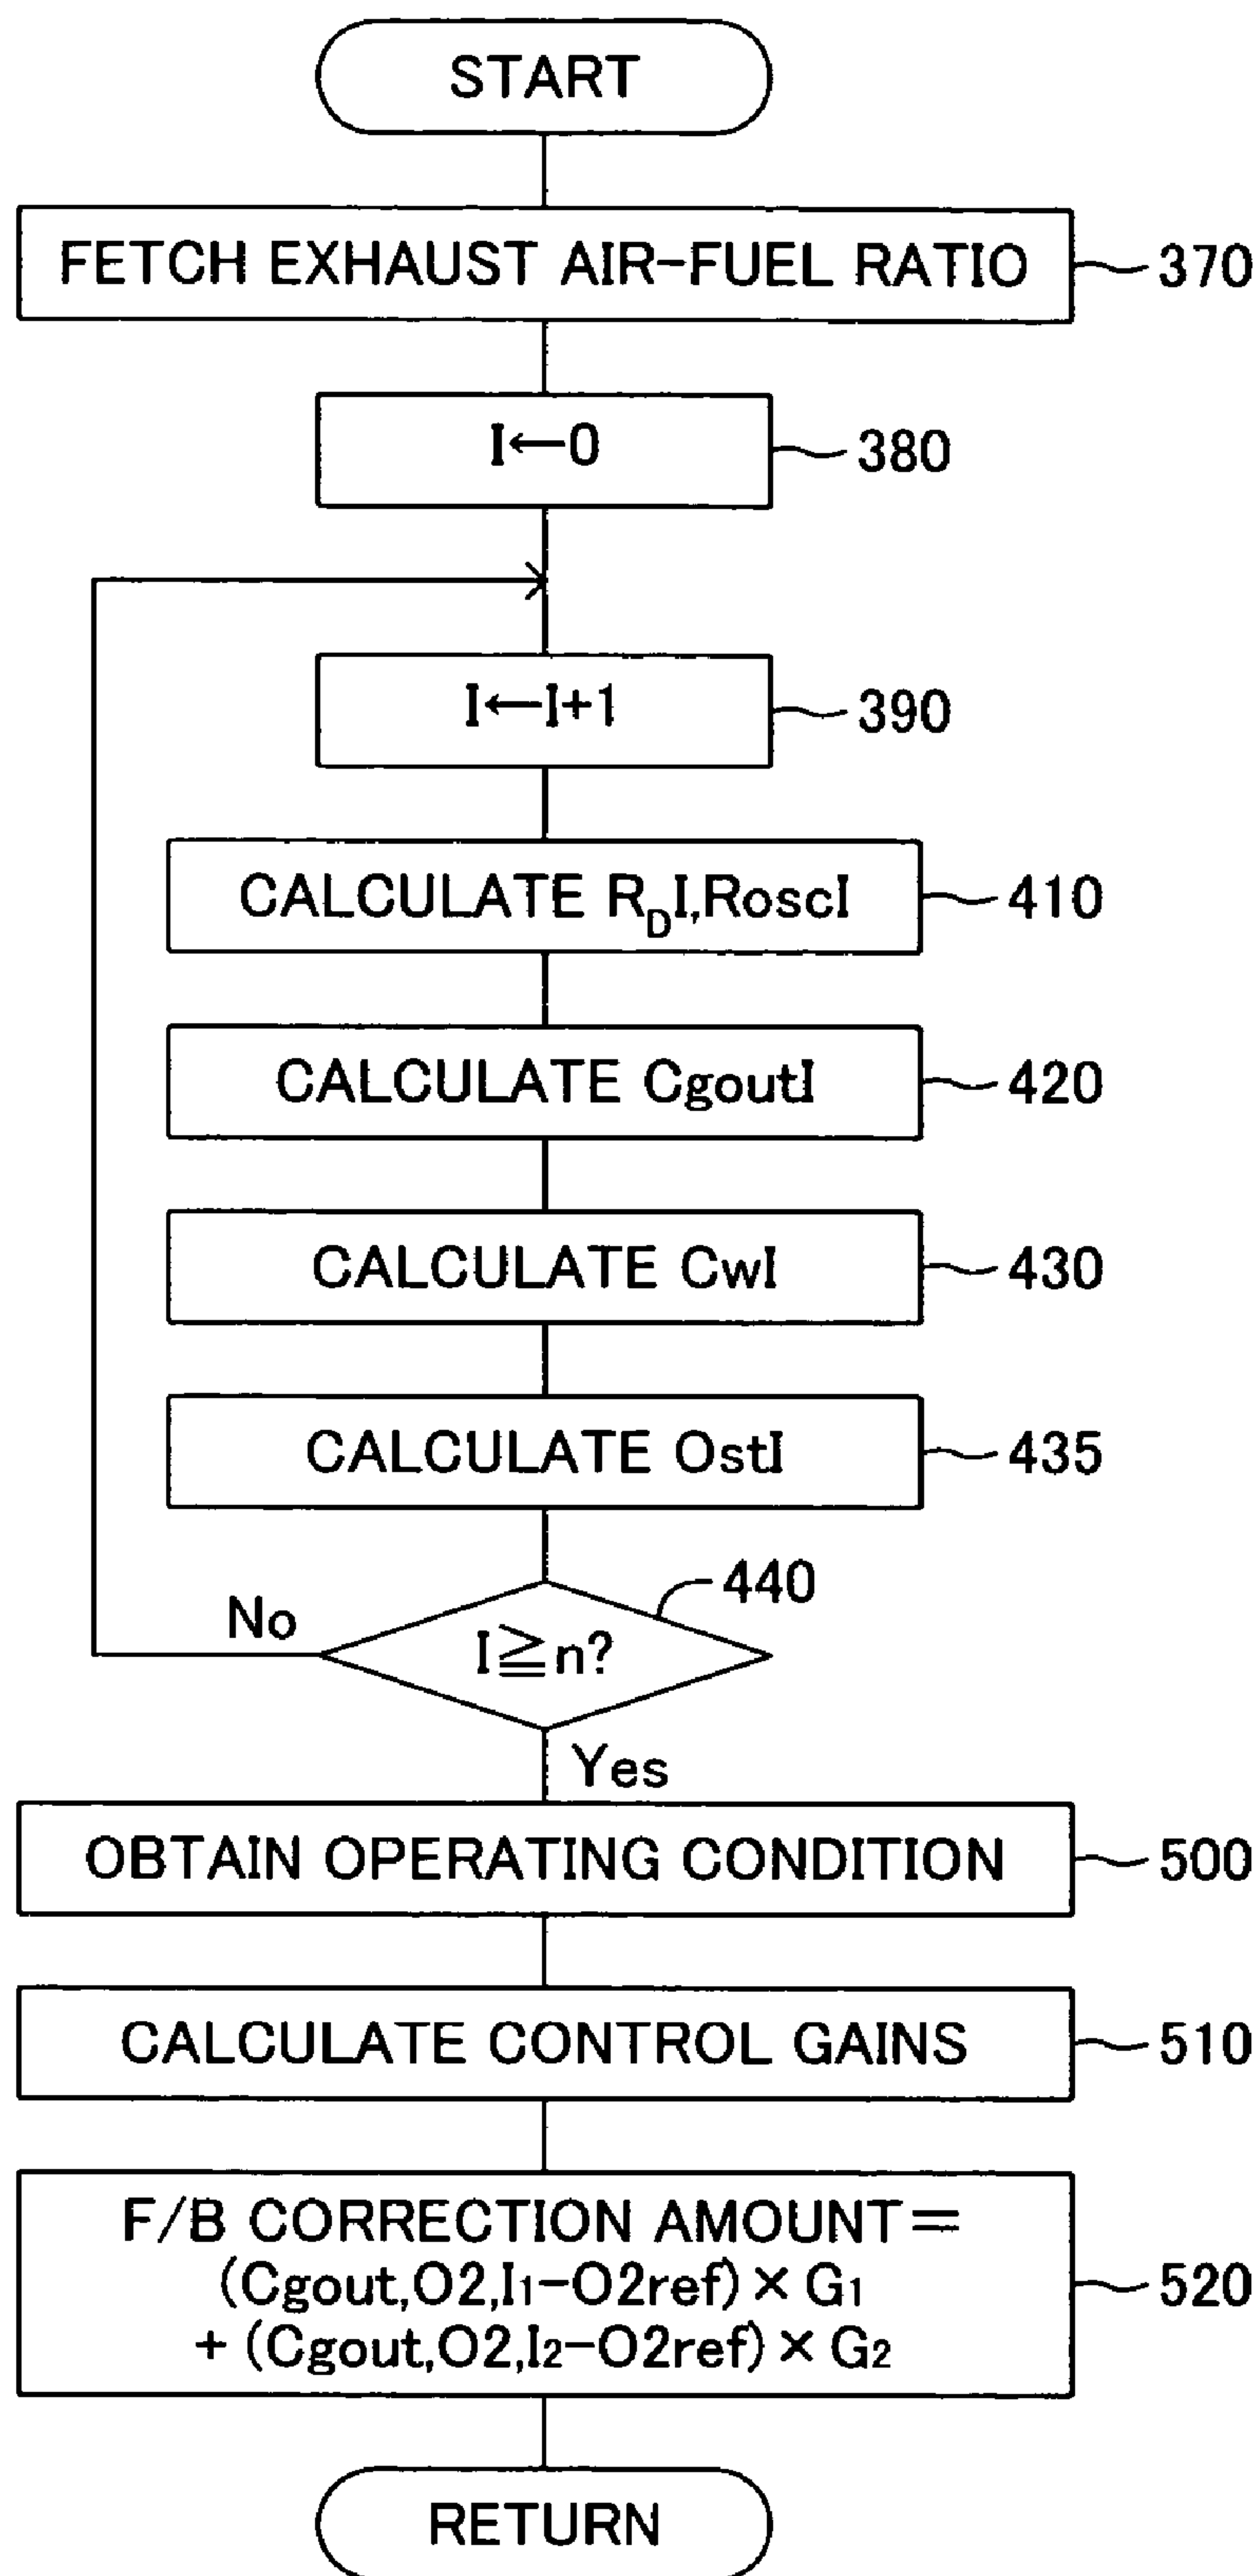 START
FETCH EXHAUST AIR-FUEL RATIO
370
I←0
380
I←I+1
390
CALCULATE R_DI,RoscI
410
CALCULATE CgoutI
420
CALCULATE CwI
430
CALCULATE OstI
435
440
No
I≧n?
Yes
OBTAIN OPERATING CONDITION
500
CALCULATE CONTROL GAINS
510
F/B CORRECTION AMOUNT=
(Cgout,O2,I₁-O2ref)×G₁
520
+(Cgout,O2,I₂-O2ref)×G₂
RETURN